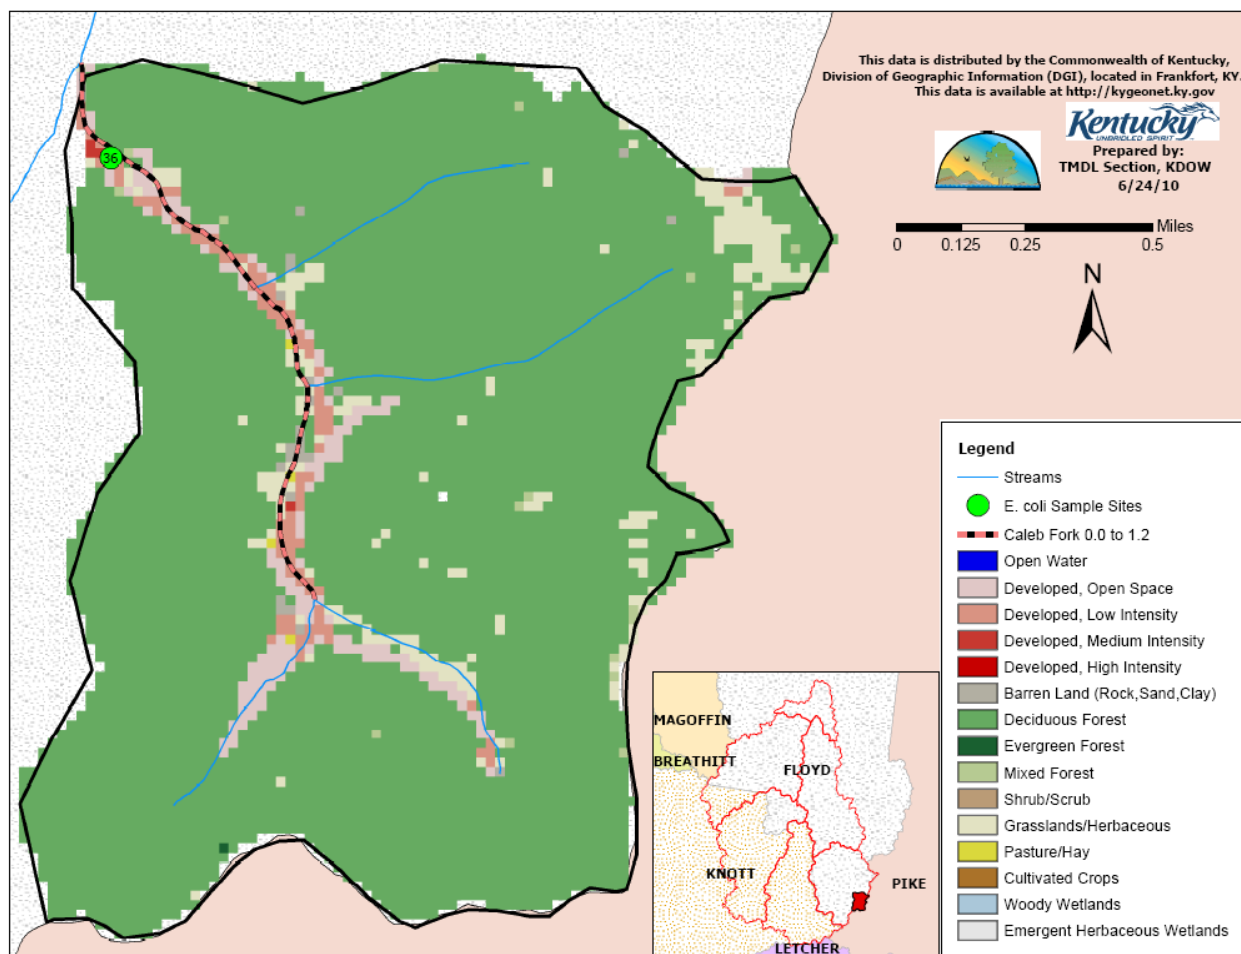 This data is distributed by the Commonwealth of Kentucky,
Division of Geographic Information (DGI), located in Frankfort, KY.
This data is available at http://kygeonet.ky.gov
Kentucky
UNBRIDLED SPIRIT
Prepared by:
TMDL Section, KDOW
6/24/10
Miles
0 0.125 0.25 0.5
N
36
Legend
Streams
E. coli Sample Sites
Caleb Fork 0.0 to 1.2
Open Water
Developed, Open Space
Developed, Low Intensity
Developed, Medium Intensity
Developed, High Intensity
Barren Land (Rock,Sand,Clay)
Deciduous Forest
Evergreen Forest
Mixed Forest
Shrub/Scrub
Grasslands/Herbaceous
Pasture/Hay
Cultivated Crops
Woody Wetlands
Emergent Herbaceous Wetlands
MAGOFFIN
BREATHITT
FLOYD
KNOTT
PIKE
LETCHER